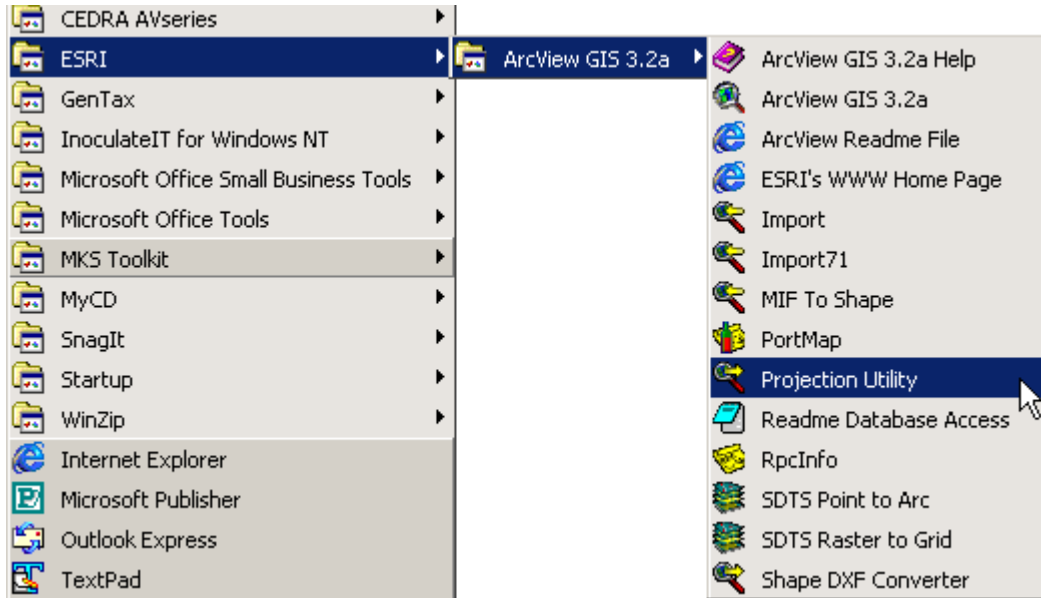 CEDRA AVseries
ESRI
GenTax
InoculateIT for Windows NT
Microsoft Office Small Business Tools
Microsoft Office Tools
MKS Toolkit
MyCD
SnagIt
Startup
WinZip
Internet Explorer
Microsoft Publisher
Outlook Express
TextPad
ArcView GIS 3.2a
ArcView GIS 3.2a Help
ArcView GIS 3.2a
ArcView Readme File
ESRI's WWW Home Page
Import
Import71
MIF To Shape
PortMap
Projection Utility
Readme Database Access
RpcInfo
SDTS Point to Arc
SDTS Raster to Grid
Shape DXF Converter